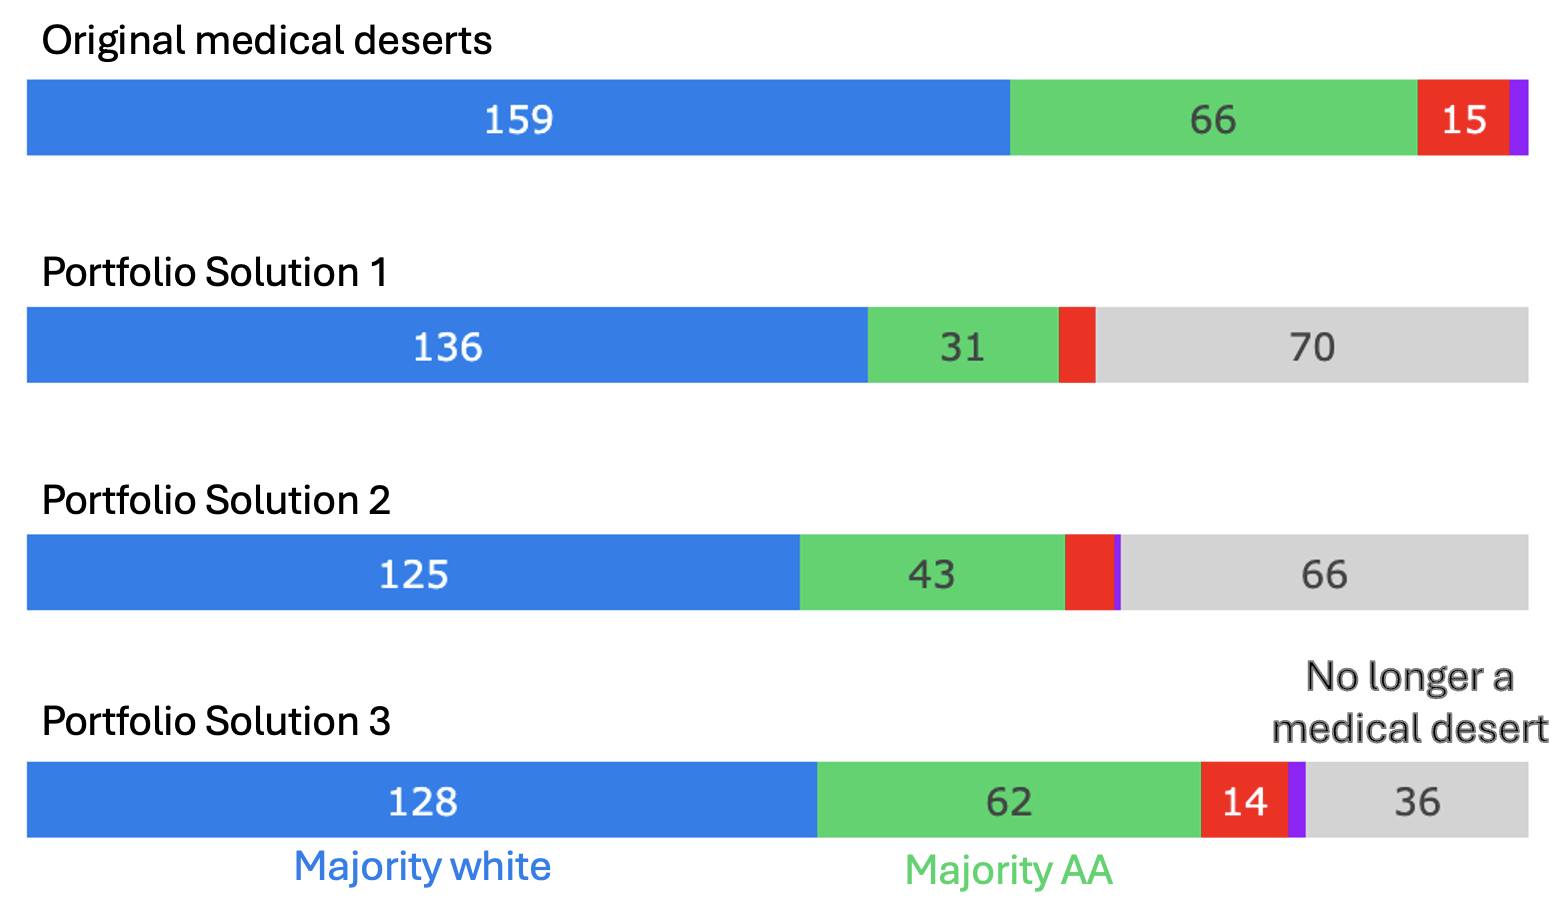 Original medical deserts
159 66 15
Portfolio Solution 1
136 31 70
Portfolio Solution 2
125 43 66
No longer a
medical desert
Portfolio Solution 3
128 62 14 36
Majority white Majority AA